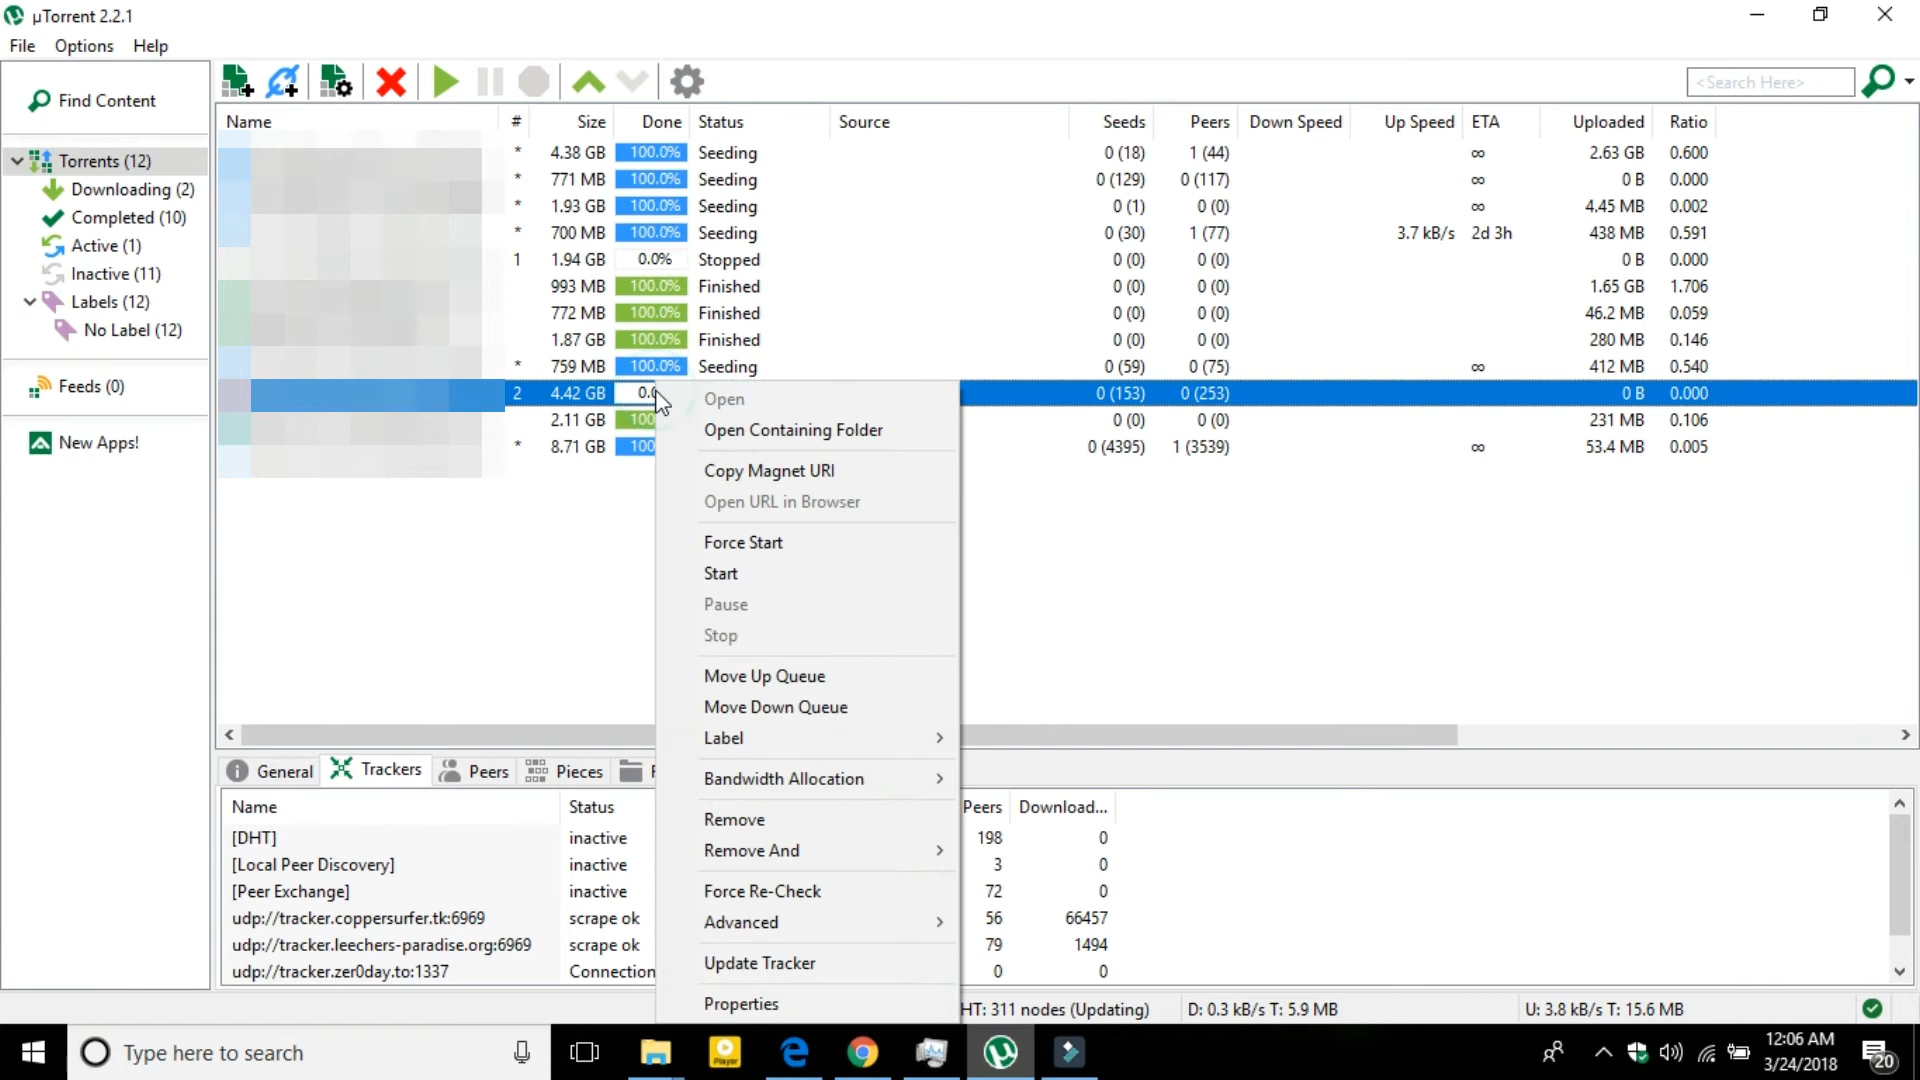 µTorrent 2.2.1
File Options Help
Find Content
<Search Here>
Torrents (12)
Downloading (2)
Completed (10)
Active (1)
Inactive (11)
Labels (12)
No Label (12)
Feeds (0)
New Apps!
Name # Size Done Status Source Seeds Peers Down Speed Up Speed ETA Uploaded Ratio
* 4.38 GB 100.0% Seeding 0 (18) 1 (44) ∞ 2.63 GB 0.600
* 771 MB 100.0% Seeding 0 (129) 0 (117) ∞ 0 B 0.000
* 1.93 GB 100.0% Seeding 0 (1) 0 (0) ∞ 4.45 MB 0.002
* 700 MB 100.0% Seeding 0 (30) 1 (77) 3.7 kB/s 2d 3h 438 MB 0.591
1 1.94 GB 0.0% Stopped 0 (0) 0 (0) 0 B 0.000
993 MB 100.0% Finished 0 (0) 0 (0) 1.65 GB 1.706
772 MB 100.0% Finished 0 (0) 0 (0) 46.2 MB 0.059
1.87 GB 100.0% Finished 0 (0) 0 (0) 280 MB 0.146
* 759 MB 100.0% Seeding 0 (59) 0 (75) ∞ 412 MB 0.540
2 4.42 GB 0.0 0 (153) 0 (253) 0 B 0.000
2.11 GB 100 0 (0) 0 (0) 231 MB 0.106
* 8.71 GB 100 0 (4395) 1 (3539) ∞ 53.4 MB 0.005
Open
Open Containing Folder
Copy Magnet URI
Open URL in Browser
Force Start
Start
Pause
Stop
Move Up Queue
Move Down Queue
Label
Bandwidth Allocation
Remove
Remove And
Force Re-Check
Advanced
Update Tracker
Properties
General Trackers Peers Pieces F
Name Status Peers Download...
[DHT] inactive 198 0
[Local Peer Discovery] inactive 3 0
[Peer Exchange] inactive 72 0
udp://tracker.coppersurfer.tk:6969 scrape ok 56 66457
udp://tracker.leechers-paradise.org:6969 scrape ok 79 1494
udp://tracker.zer0day.to:1337 Connection 0 0
HT: 311 nodes (Updating) D: 0.3 kB/s T: 5.9 MB U: 3.8 kB/s T: 15.6 MB
Type here to search
Player
12:06 AM
3/24/2018
20